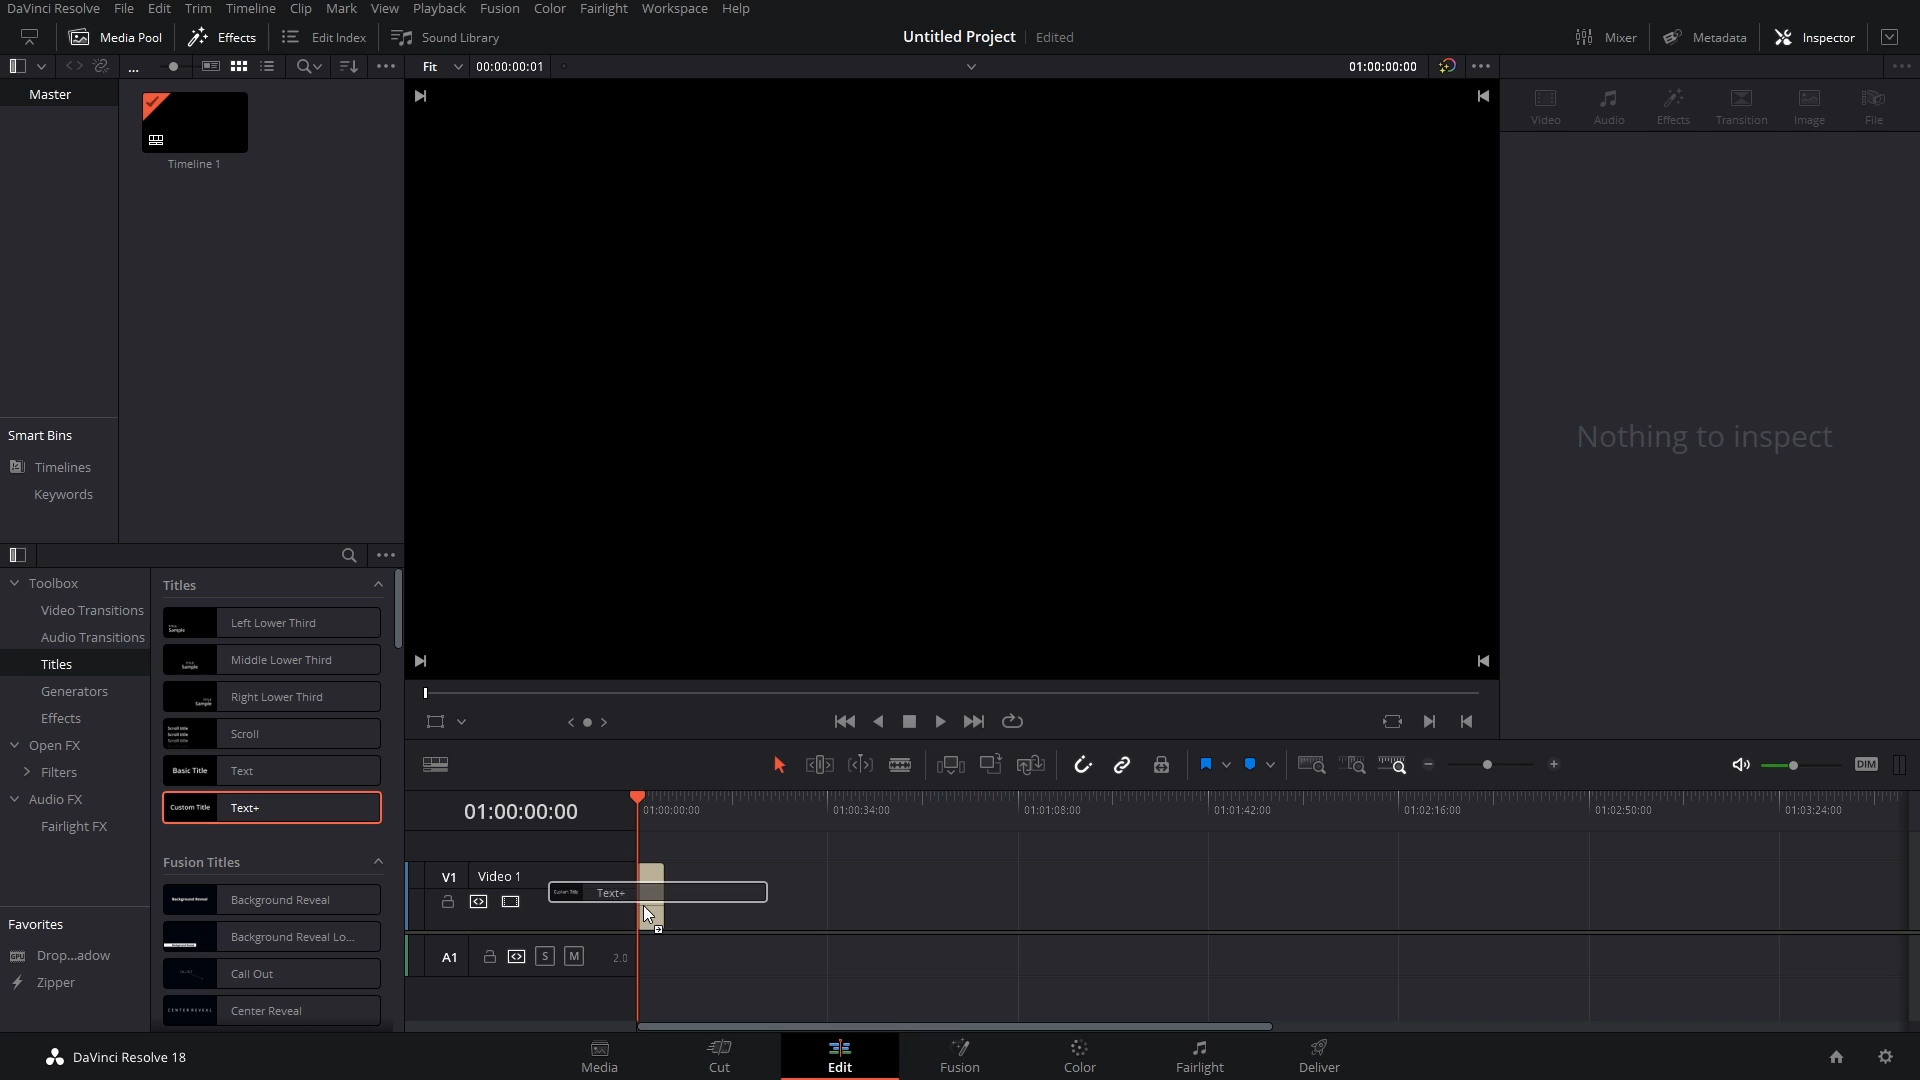 DaVinci Resolve File Edit Trim Timeline Clip Mark View Playback Fusion Color Fairlight Workspace Help
Media Pool Effects Edit Index Sound Library Untitled Project Edited Mixer Metadata Inspector
... Fit 00:00:00:01 01:00:00:00
Master
Timeline 1
Video Audio Effects Transition Image File
Nothing to inspect
Smart Bins
Timelines
Keywords
Toolbox
Video Transitions
Audio Transitions
Titles
Generators
Effects
Open FX
Filters
Audio FX
Fairlight FX
Favorites
Drop...adow
Zipper
Titles
Left Lower Third
Middle Lower Third
Right Lower Third
Scroll
Basic Title Text
Custom Title Text+
Fusion Titles
Background Reveal
Background Reveal Lo...
Call Out
CENTER REVEAL Center Reveal
DIM
01:00:00:00 01:00:00:00 01:00:34:00 01:01:08:00 01:01:42:00 01:02:16:00 01:02:50:00 01:03:24:00
V1 Video 1
Custom Title Text+
A1 S M 2.0
DaVinci Resolve 18 Media Cut Edit Fusion Color Fairlight Deliver